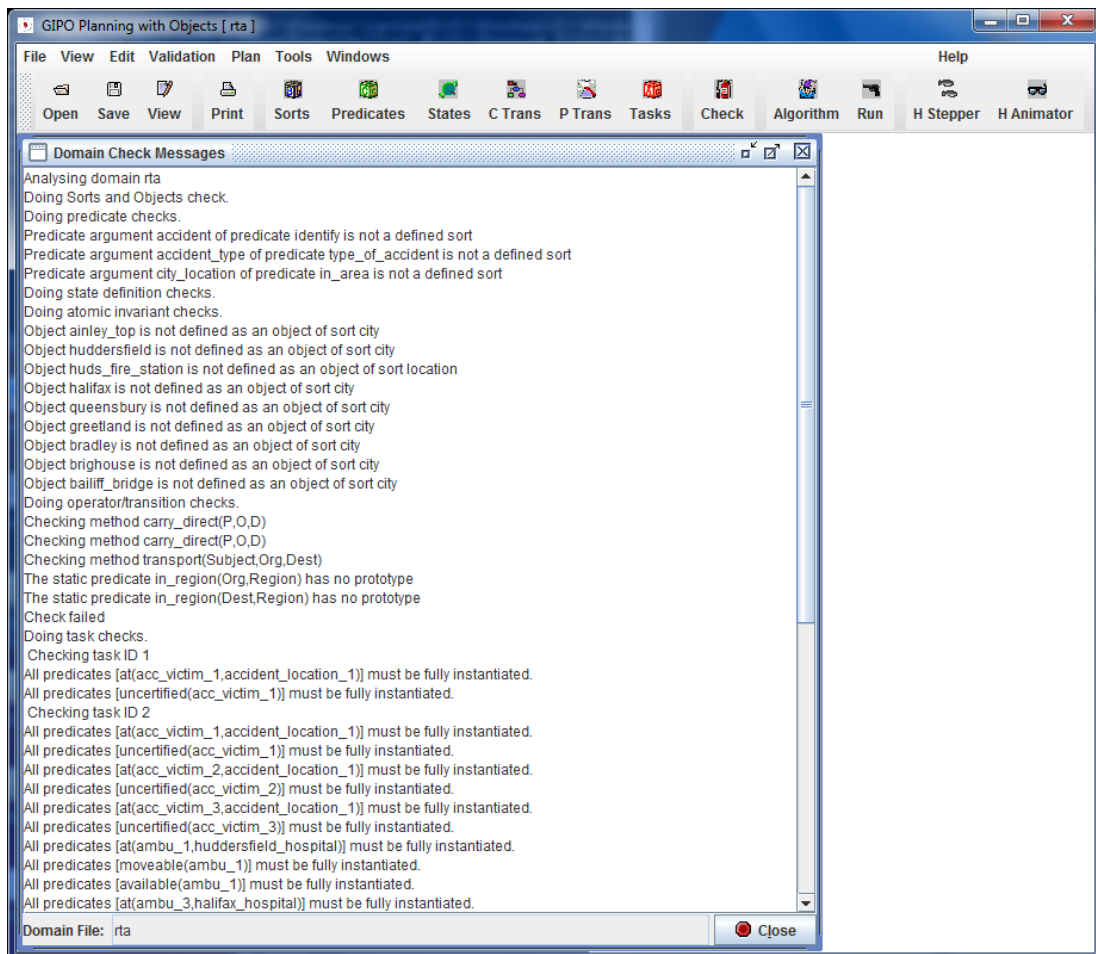 GIPO Planning with Objects [ rta ]
File View Edit Validation Plan Tools Windows Help
Open Save View Print Sorts Predicates States C Trans P Trans Tasks Check Algorithm Run H Stepper H Animator
Domain Check Messages
Analysing domain rta
Doing Sorts and Objects check.
Doing predicate checks.
Predicate argument accident of predicate identify is not a defined sort
Predicate argument accident_type of predicate type_of_accident is not a defined sort
Predicate argument city_location of predicate in_area is not a defined sort
Doing state definition checks.
Doing atomic invariant checks.
Object ainley_top is not defined as an object of sort city
Object huddersfield is not defined as an object of sort city
Object huds_fire_station is not defined as an object of sort location
Object halifax is not defined as an object of sort city
Object queensbury is not defined as an object of sort city
Object greetland is not defined as an object of sort city
Object bradley is not defined as an object of sort city
Object brighouse is not defined as an object of sort city
Object bailiff_bridge is not defined as an object of sort city
Doing operator/transition checks.
Checking method carry_direct(P,O,D)
Checking method carry_direct(P,O,D)
Checking method transport(Subject,Org,Dest)
The static predicate in_region(Org,Region) has no prototype
The static predicate in_region(Dest,Region) has no prototype
Check failed
Doing task checks.
Checking task ID 1
All predicates [at(acc_victim_1,accident_location_1)] must be fully instantiated.
All predicates [uncertified(acc_victim_1)] must be fully instantiated.
Checking task ID 2
All predicates [at(acc_victim_1,accident_location_1)] must be fully instantiated.
All predicates [uncertified(acc_victim_1)] must be fully instantiated.
All predicates [at(acc_victim_2,accident_location_1)] must be fully instantiated.
All predicates [uncertified(acc_victim_2)] must be fully instantiated.
All predicates [at(acc_victim_3,accident_location_1)] must be fully instantiated.
All predicates [uncertified(acc_victim_3)] must be fully instantiated.
All predicates [at(ambu_1,huddersfield_hospital)] must be fully instantiated.
All predicates [moveable(ambu_1)] must be fully instantiated.
All predicates [available(ambu_1)] must be fully instantiated.
All predicates [at(ambu_3,halifax_hospital)] must be fully instantiated.
Domain File: rta Close